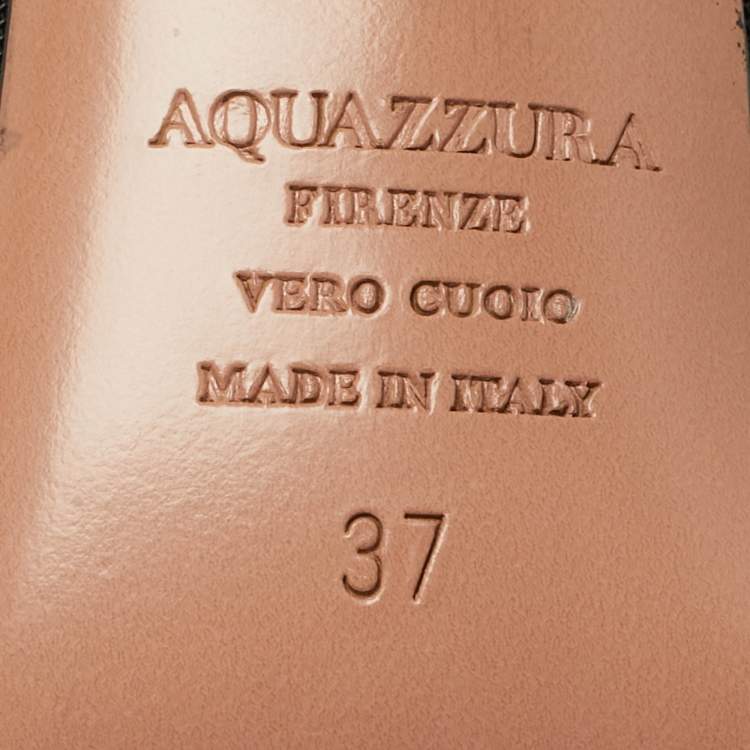 AQUAZZURA
FIRENZE
VERO CUOIO
MADE IN ITALY
37